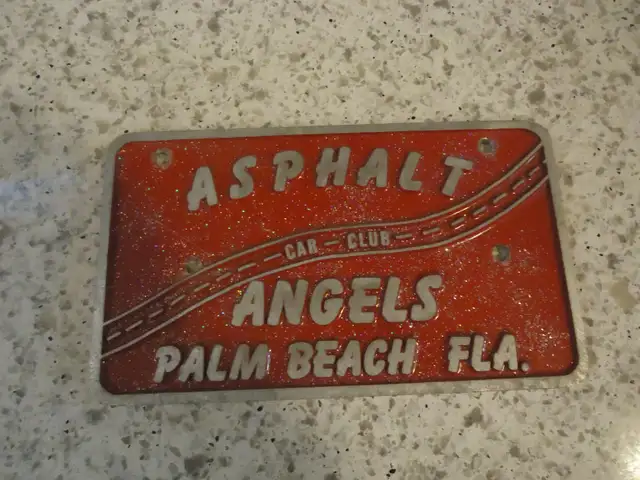 ASPHALT
CAR - CLUB
ANGELS
PALM BEACH FLA.